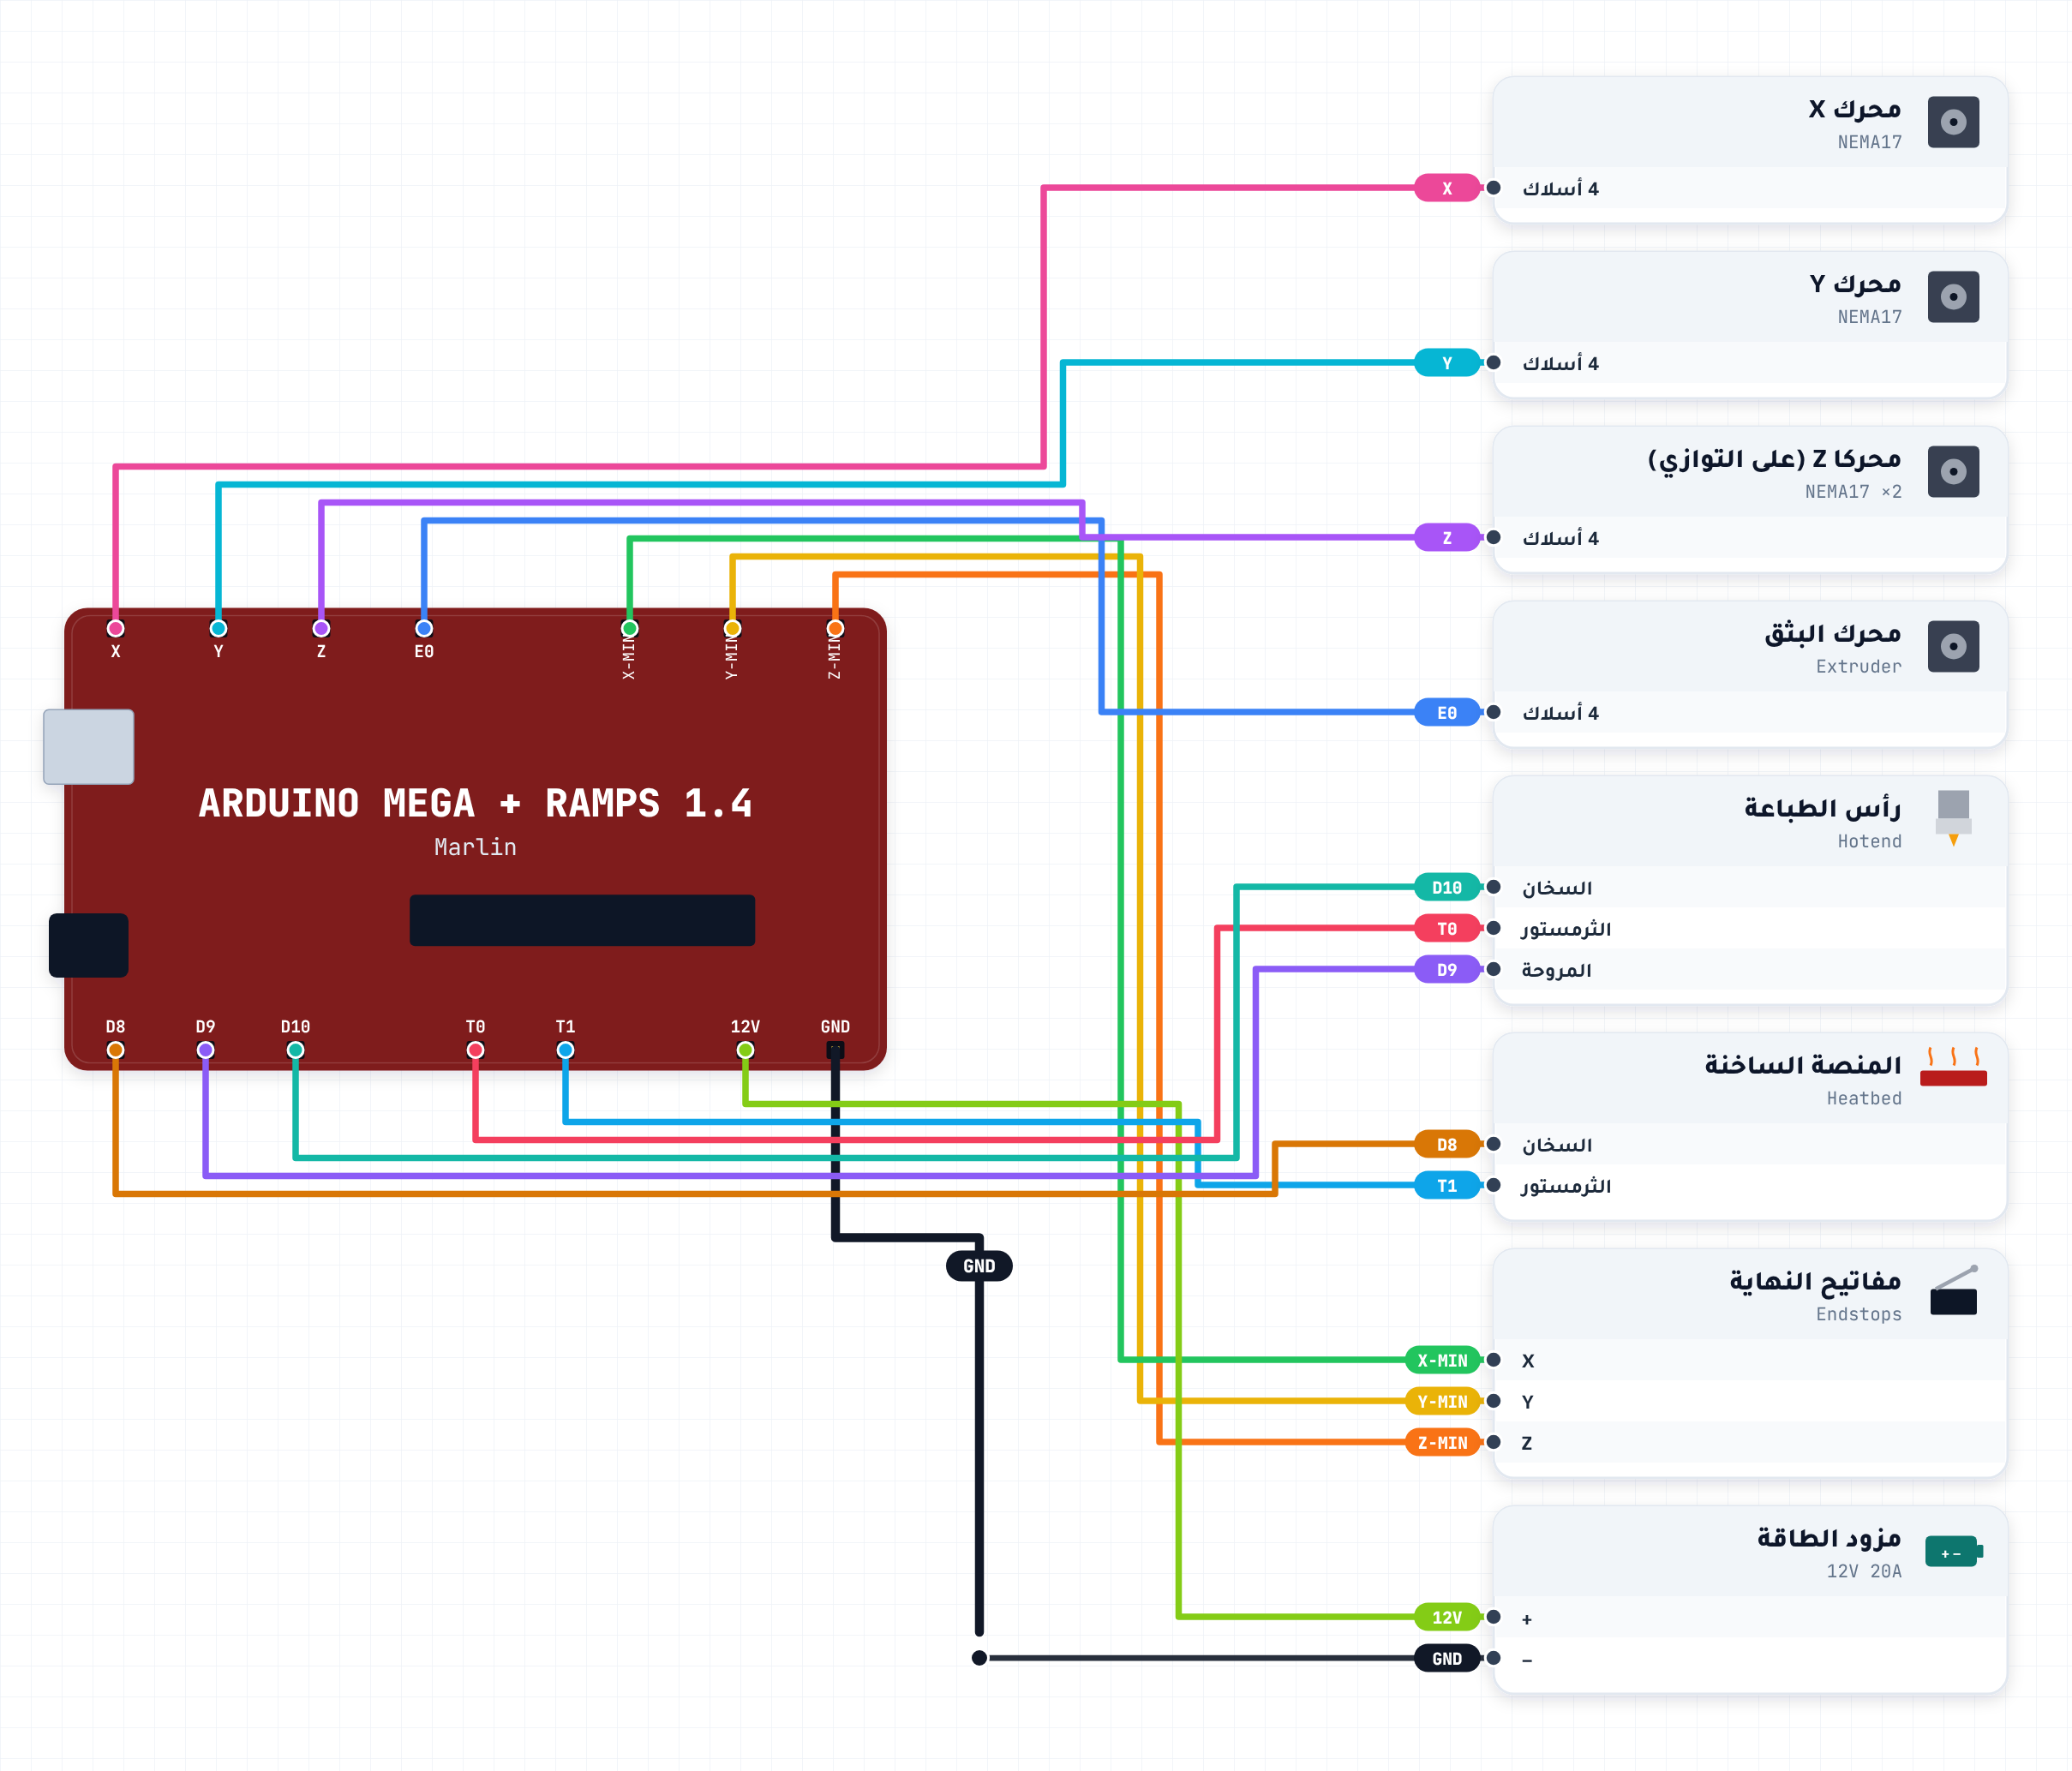 X
Y
Z
E0
X-MIN
Y-MIN
Z-MIN
ARDUINO MEGA + RAMPS 1.4
Marlin
D8
D9
D10
T0
T1
12V
GND
GND
محرك X
NEMA17
X
4 أسلاك
محرك Y
NEMA17
Y
4 أسلاك
محركا Z (على التوازي)
NEMA17 ×2
Z
4 أسلاك
محرك البثق
Extruder
E0
4 أسلاك
رأس الطباعة
Hotend
D10
السخان
T0
الثرمستور
D9
المروحة
المنصة الساخنة
Heatbed
D8
السخان
T1
الثرمستور
مفاتيح النهاية
Endstops
X-MIN
X
Y-MIN
Y
Z-MIN
Z
مزود الطاقة
12V 20A
+ −
12V
+
GND
−